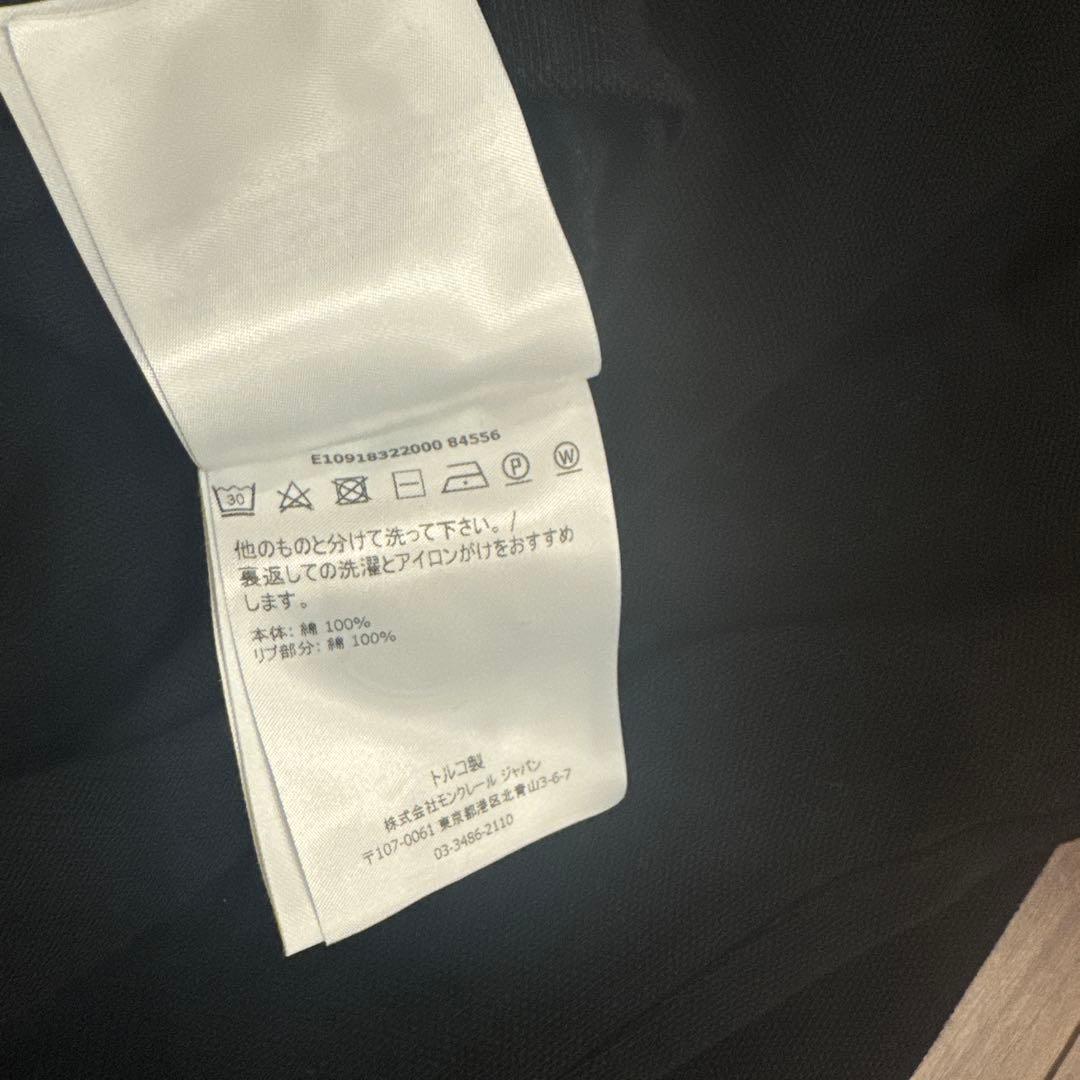 E10918322000 84556
30 P W
他のものと分けて洗って下さい。/
裏返しての洗濯とアイロンがけをおすすめ
します。
本体: 綿 100%
リブ部分: 綿 100%
トルコ製
株式会社モンクレール ジャパン
〒107-0061 東京都港区北青山3-6-7
03-3486-2110